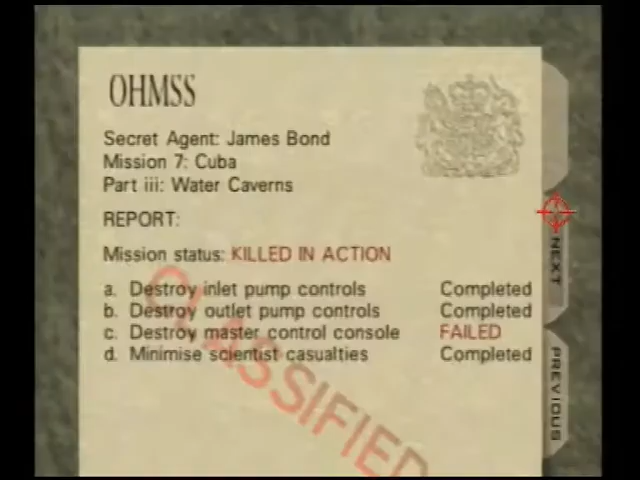 OHMSS
Secret Agent: James Bond
Mission 7: Cuba
Part iii: Water Caverns
REPORT:
Mission status: KILLED IN ACTION
a. Destroy inlet pump controls Completed
b. Destroy outlet pump controls Completed
c. Destroy master control console FAILED
d. Minimise scientist casualties Completed
CLASSIFIED
NEXT
PREVIOUS